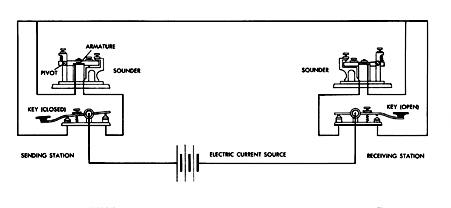 ARMATURE
PIVOT
SOUNDER
SOUNDER
KEY (CLOSED)
KEY (OPEN)
SENDING STATION
ELECTRIC CURRENT SOURCE
RECEIVING STATION